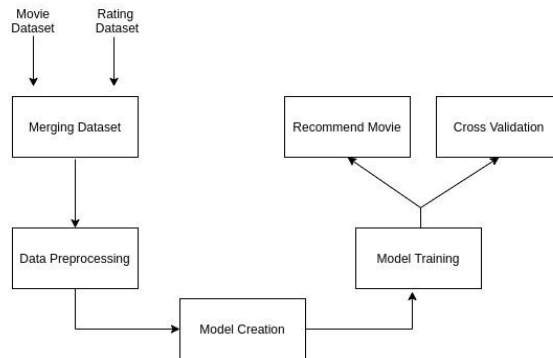 Movie
Dataset
Rating
Dataset
Merging Dataset
Recommend Movie
Cross Validation
Data Preprocessing
Model Training
Model Creation